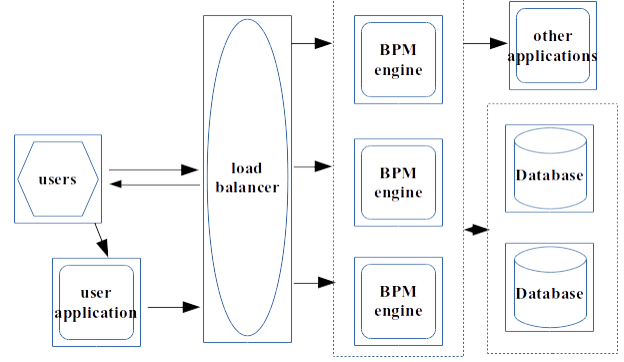 users
user
application
load
balancer
BPM
engine
BPM
engine
BPM
engine
other
applications
Database
Database